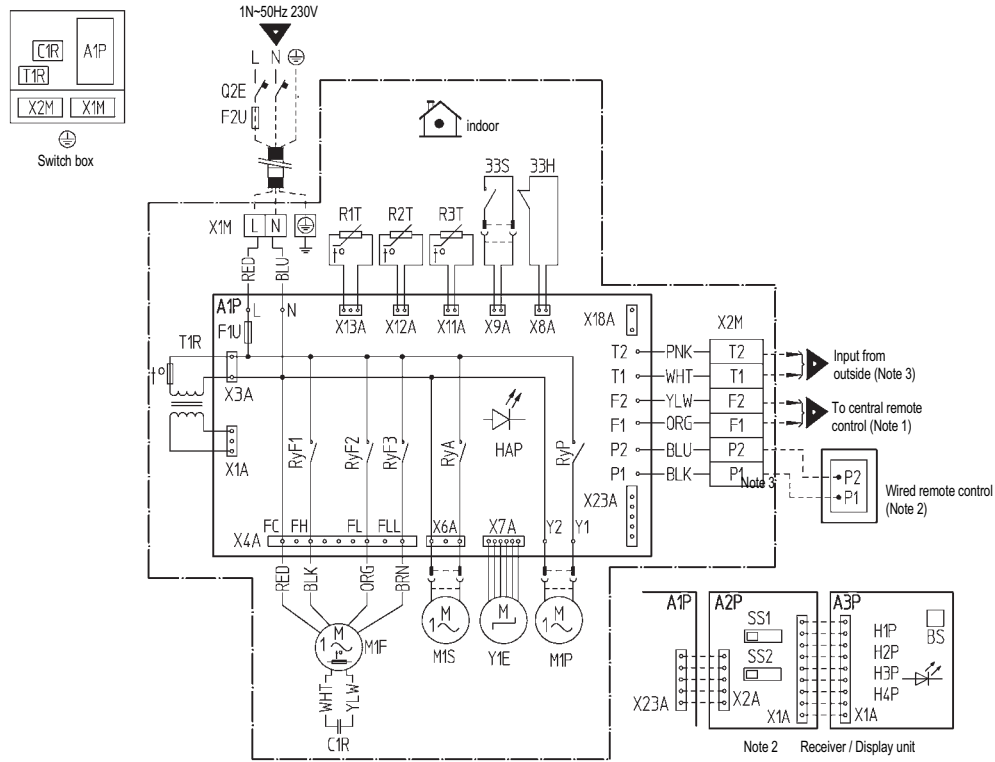 1N~50Hz 230V
C1R
A1P
T1R
X2M
X1M
Switch box
L N
Q2E
F2U
indoor
33S
33H
X1M
L N
R1T
R2T
R3T
RED
BLU
A1P
L
N
F1U
X13A
X12A
X11A
X9A
X8A
X18A
X2M
T1R
X3A
T2
PNK
T2
Input from
outside (Note 3)
T1
WHT
T1
F2
YLW
F2
To central remote
control (Note 1)
F1
ORG
F1
P2
BLU
P2
P1
BLK
P1
Note 3
P2
P1
Wired remote control
(Note 2)
HAP
RyF1
RyF2
RyF3
RyA
RyP
X1A
X23A
FC
FH
FL
FLL
X4A
X6A
X7A
Y2
Y1
RED
BLK
ORG
BRN
M
1~
M1F
M
1~
M1S
M
Y1E
M
1~
M1P
WHT
YLW
C1R
A1P
A2P
A3P
SS1
SS2
H1P
H2P
H3P
H4P
BS
X23A
X2A
X1A
X1A
Note 2
Receiver / Display unit